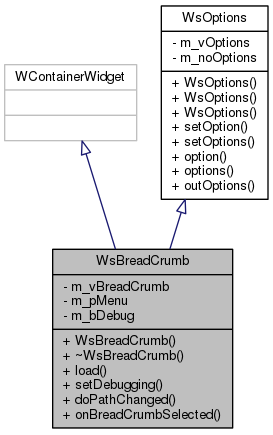 WsOptions
- m_vOptions
- m_noOptions
+ WsOptions()
+ WsOptions()
+ WsOptions()
+ setOption()
+ setOptions()
+ option()
+ options()
+ outOptions()
WContainerWidget
WsBreadCrumb
- m_vBreadCrumb
- m_pMenu
- m_bDebug
+ WsBreadCrumb()
+ ~WsBreadCrumb()
+ load()
+ setDebugging()
+ doPathChanged()
+ onBreadCrumbSelected()